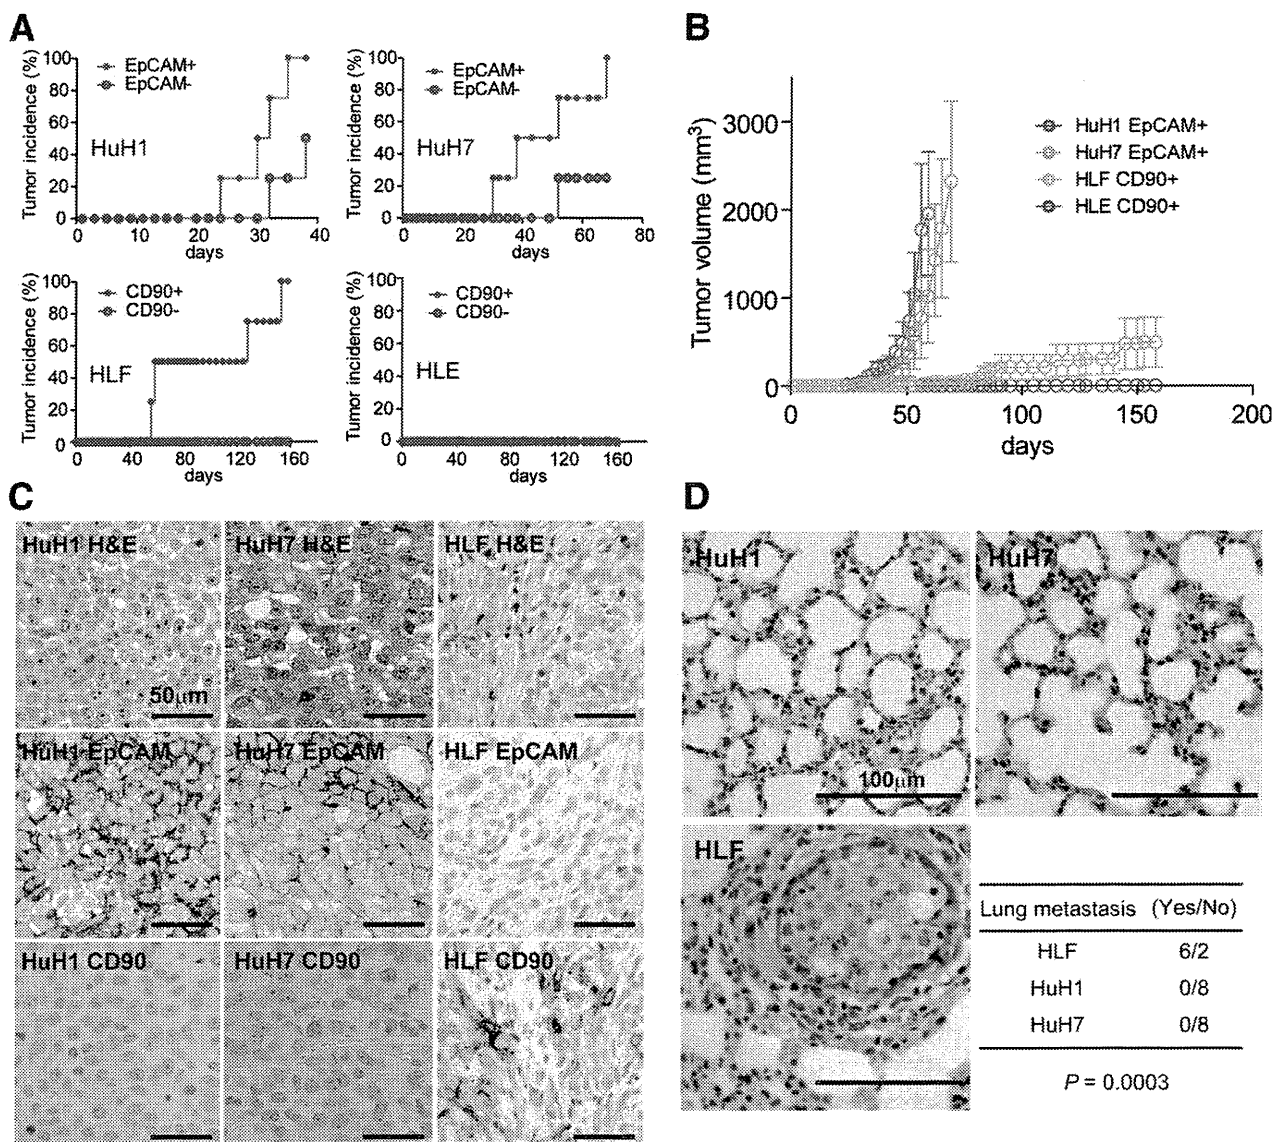 A
Tumor incidence (%)
100
80
60
40
20
0
EpCAM+
EpCAM-
HuH1
0 10 20 30 40
days
Tumor incidence (%)
100
80
60
40
20
0
EpCAM+
EpCAM-
HuH7
0 20 40 60 80
days
Tumor incidence (%)
100
80
60
40
20
0
CD90+
CD90-
HLF
0 40 80 120 160
days
Tumor incidence (%)
100
80
60
40
20
0
CD90+
CD90-
HLE
0 40 80 120 160
days
B
Tumor volume (mm³)
3000
2000
1000
0
HuH1 EpCAM+
HuH7 EpCAM+
HLF CD90+
HLE CD90+
0 50 100 150 200
days
C
HuH1 H&E
50μm
HuH7 H&E
HLF H&E
HuH1 EpCAM
HuH7 EpCAM
HLF EpCAM
HuH1 CD90
HuH7 CD90
HLF CD90
D
HuH1
100μm
HuH7
HLF
Lung metastasis (Yes/No)
HLF 6/2
HuH1 0/8
HuH7 0/8
P = 0.0003